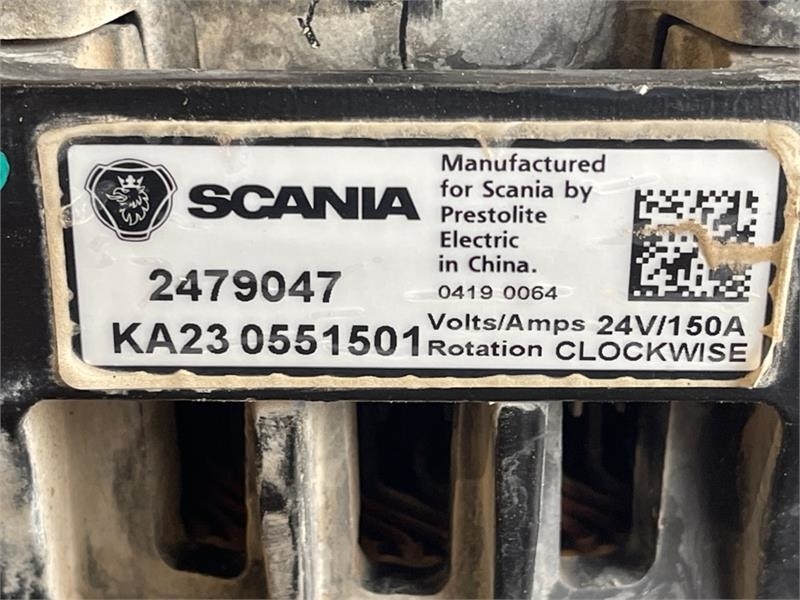 SCANIA
2479047
KA23 0551501
Manufactured
for Scania by
Prestolite
Electric
in China.
0419 0064
Volts/Amps 24V/150A
Rotation CLOCKWISE